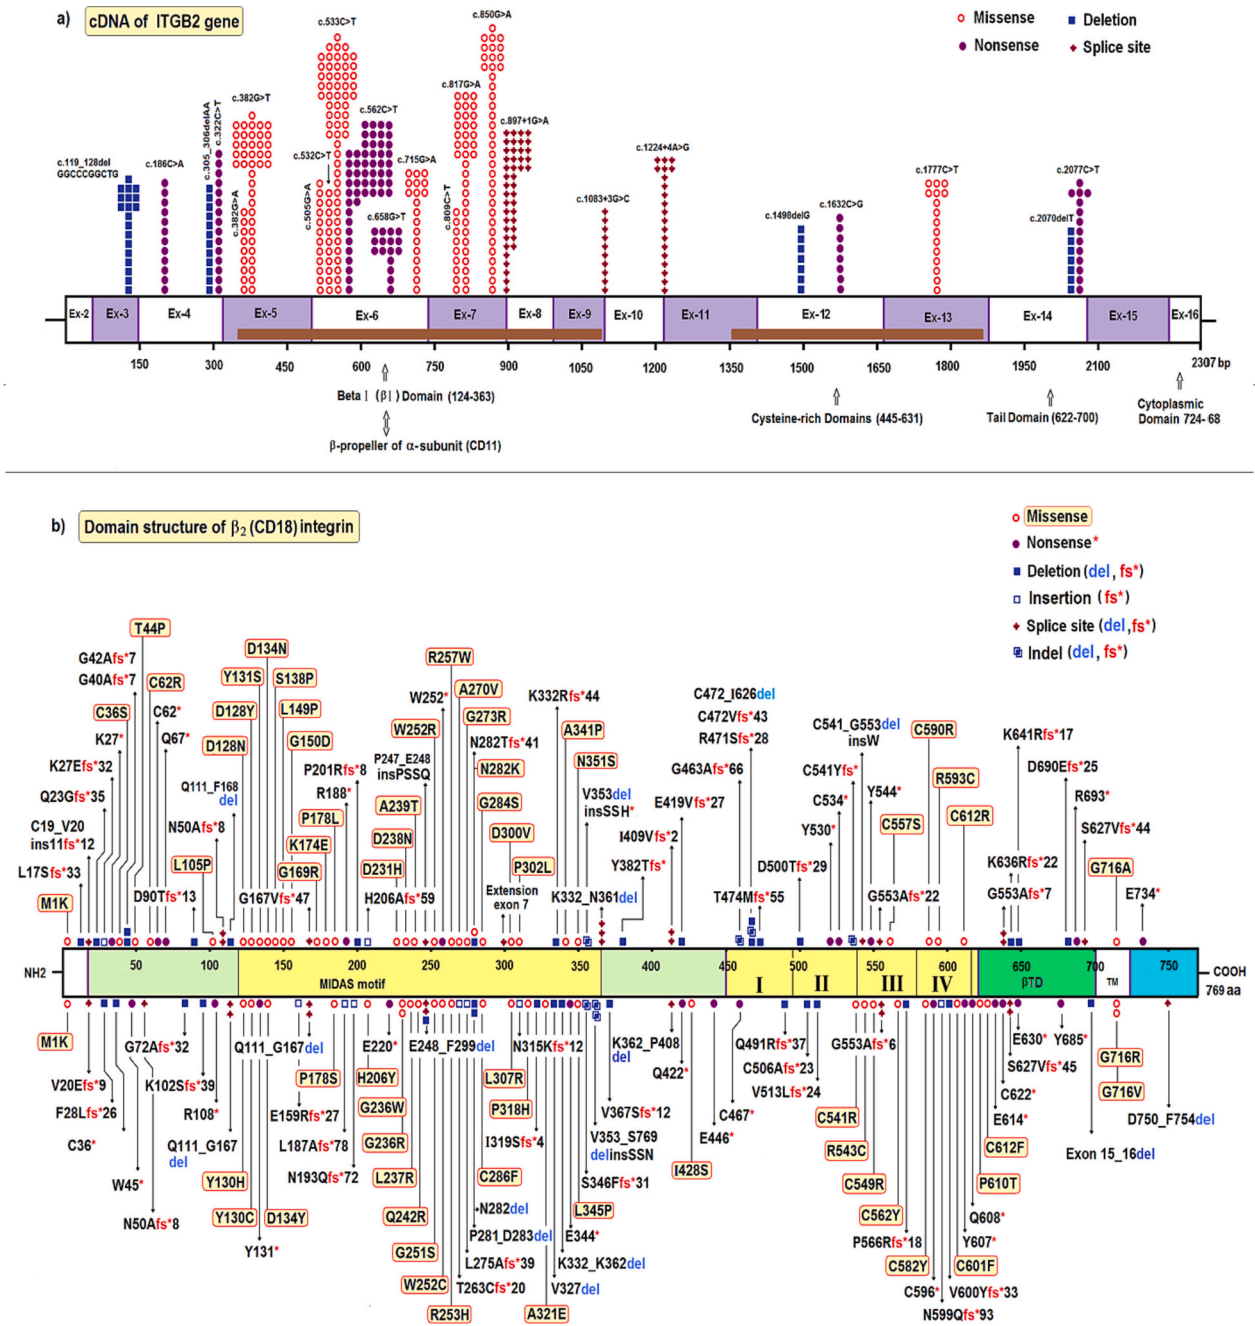 a)
cDNA of ITGB2 gene
Missense
Deletion
Nonsense
Splice site
c.119_128del
GGCCCGGCTG
c.186C>A
c.305_306delAA
c.322C>T
c.382G>T
c.382G>A
c.533C>T
c.532C>T
c.505G>A
c.562C>T
c.658G>T
c.715G>A
c.817G>A
c.809C>T
c.850G>A
c.897+1G>A
c.1083+3G>C
c.1224+4A>G
c.1498delG
c.1632C>G
c.1777C>T
c.2077C>T
c.2070delT
Ex-2 Ex-3 Ex-4 Ex-5 Ex-6 Ex-7 Ex-8 Ex-9 Ex-10 Ex-11 Ex-12 Ex-13 Ex-14 Ex-15 Ex-16
150 300 450 600 750 900 1050 1200 1350 1500 1650 1800 1950 2100 2307 bp
Beta I (βI) Domain (124-363)
β-propeller of α-subunit (CD11)
Cysteine-rich Domains (445-631)
Tail Domain (622-700)
Cytoplasmic
Domain 724- 68
b)
Domain structure of β2 (CD18) integrin
Missense
Nonsense*
Deletion (del, fs*)
Insertion (fs*)
Splice site (del,fs*)
Indel (del, fs*)
T44P
G42Afs*7
G40Afs*7
C62R
C36S
C62*
K27*
Q67*
K27Efs*32
Q23Gfs*35
C19_V20
ins11fs*12
L17Sfs*33
M1K
D90Tfs*13
L105P
N50Afs*8
Q111_F168
del
D128N
D128Y
Y131S
D134N
S138P
L149P
G150D
P201Rfs*8
R188*
P178L
K174E
G169R
G167Vfs*47
H206Afs*59
D231H
D238N
A239T
P247_E248
insPSSQ
W252R
W252*
R257W
A270V
G273R
N282Tfs*41
N282K
G284S
D300V
P302L
Extension
exon 7
K332Rfs*44
A341P
N351S
V353del
insSSH*
K332_N361del
Y382Tfs*
I409Vfs*2
E419Vfs*27
G463Afs*66
R471Sfs*28
C472Vfs*43
C472_I626del
T474Mfs*55
D500Tfs*29
Y530*
C534*
C541Yfs*
C541_G553del
insW
Y544*
C557S
G553Afs*22
C590R
R593C
C612R
G553Afs*7
K636Rfs*22
K641Rfs*17
D690Efs*25
R693*
S627Vfs*44
G716A
E734*
NH2
50 100 150 200 250 300 350 400 450 500 550 600 650 750
MIDAS motif
I II III IV
βTD
TM
COOH
769 aa
M1K
V20Efs*9
F28Lfs*26
C36*
W45*
N50Afs*8
G72Afs*32
K102Sfs*39
R108*
Q111_G167
del
Q111_G167del
Y130H
Y130C
Y131*
D134Y
E159Rfs*27
P178S
L187Afs*78
N193Qfs*72
H206Y
E220*
G236W
G236R
L237R
Q242R
E248_F299del
G251S
W252C
R253H
T263Cfs*20
L275Afs*39
P281_D283del
N282del
C286F
L307R
N315Kfs*12
P318H
I319Sfs*4
A321E
V327del
K332_K362del
E344*
L345P
S346Ffs*31
V353_S769
delinsSSN
V367Sfs*12
K362_P408
del
Q422*
I428S
E446*
C467*
Q491Rfs*37
C506Afs*23
V513Lfs*24
C541R
R543C
C549R
G553Afs*6
C562Y
P566Rfs*18
C582Y
C596*
N599Qfs*93
V600Yfs*33
C601F
Y607*
Q608*
P610T
C612F
E614*
C622*
S627Vfs*45
E630*
Y685*
Exon 15_16del
G716R
G716V
D750_F754del